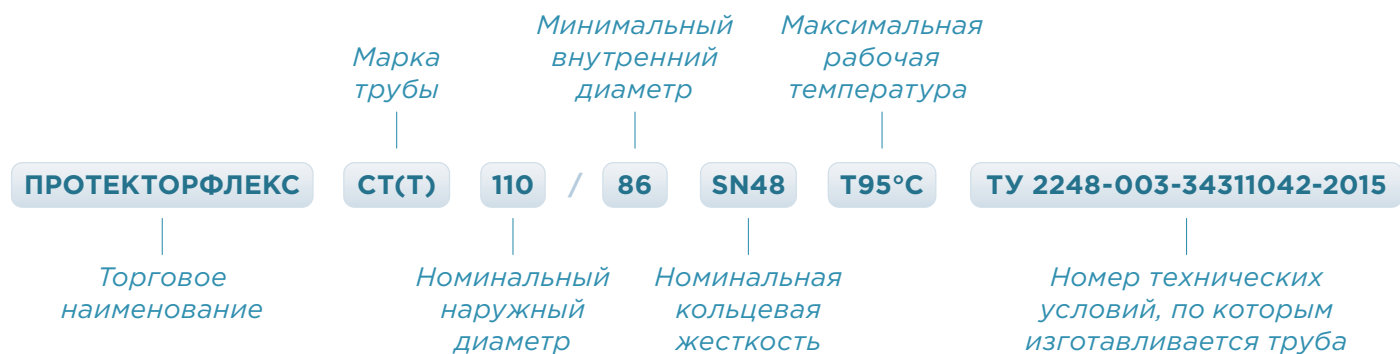 Минимальный
внутренний
диаметр
Максимальная
рабочая
температура
Марка
трубы
ПРОТЕКТОРФЛЕКС СТ(Т) 110 / 86 SN48 T95°C ТУ 2248-003-34311042-2015
Торговое
наименование
Номинальный
наружный
диаметр
Номинальная
кольцевая
жесткость
Номер технических
условий, по которым
изготавливается труба